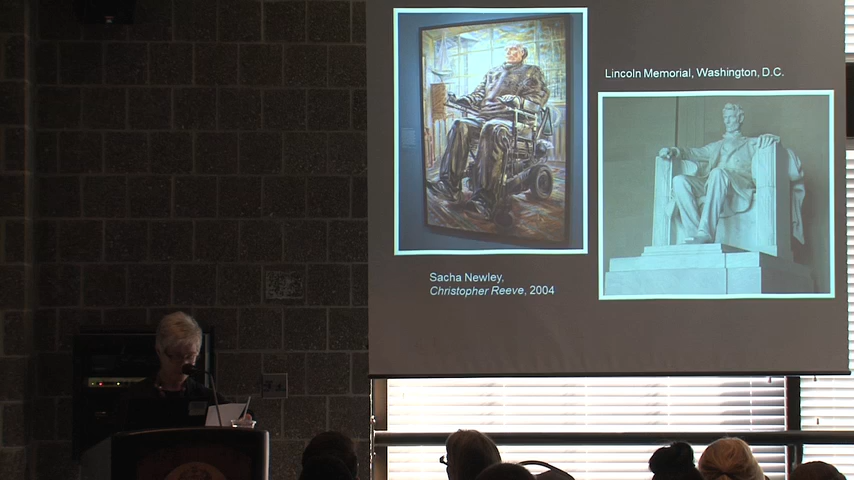 Lincoln Memorial, Washington, D.C.
Sacha Newley,
Christopher Reeve, 2004